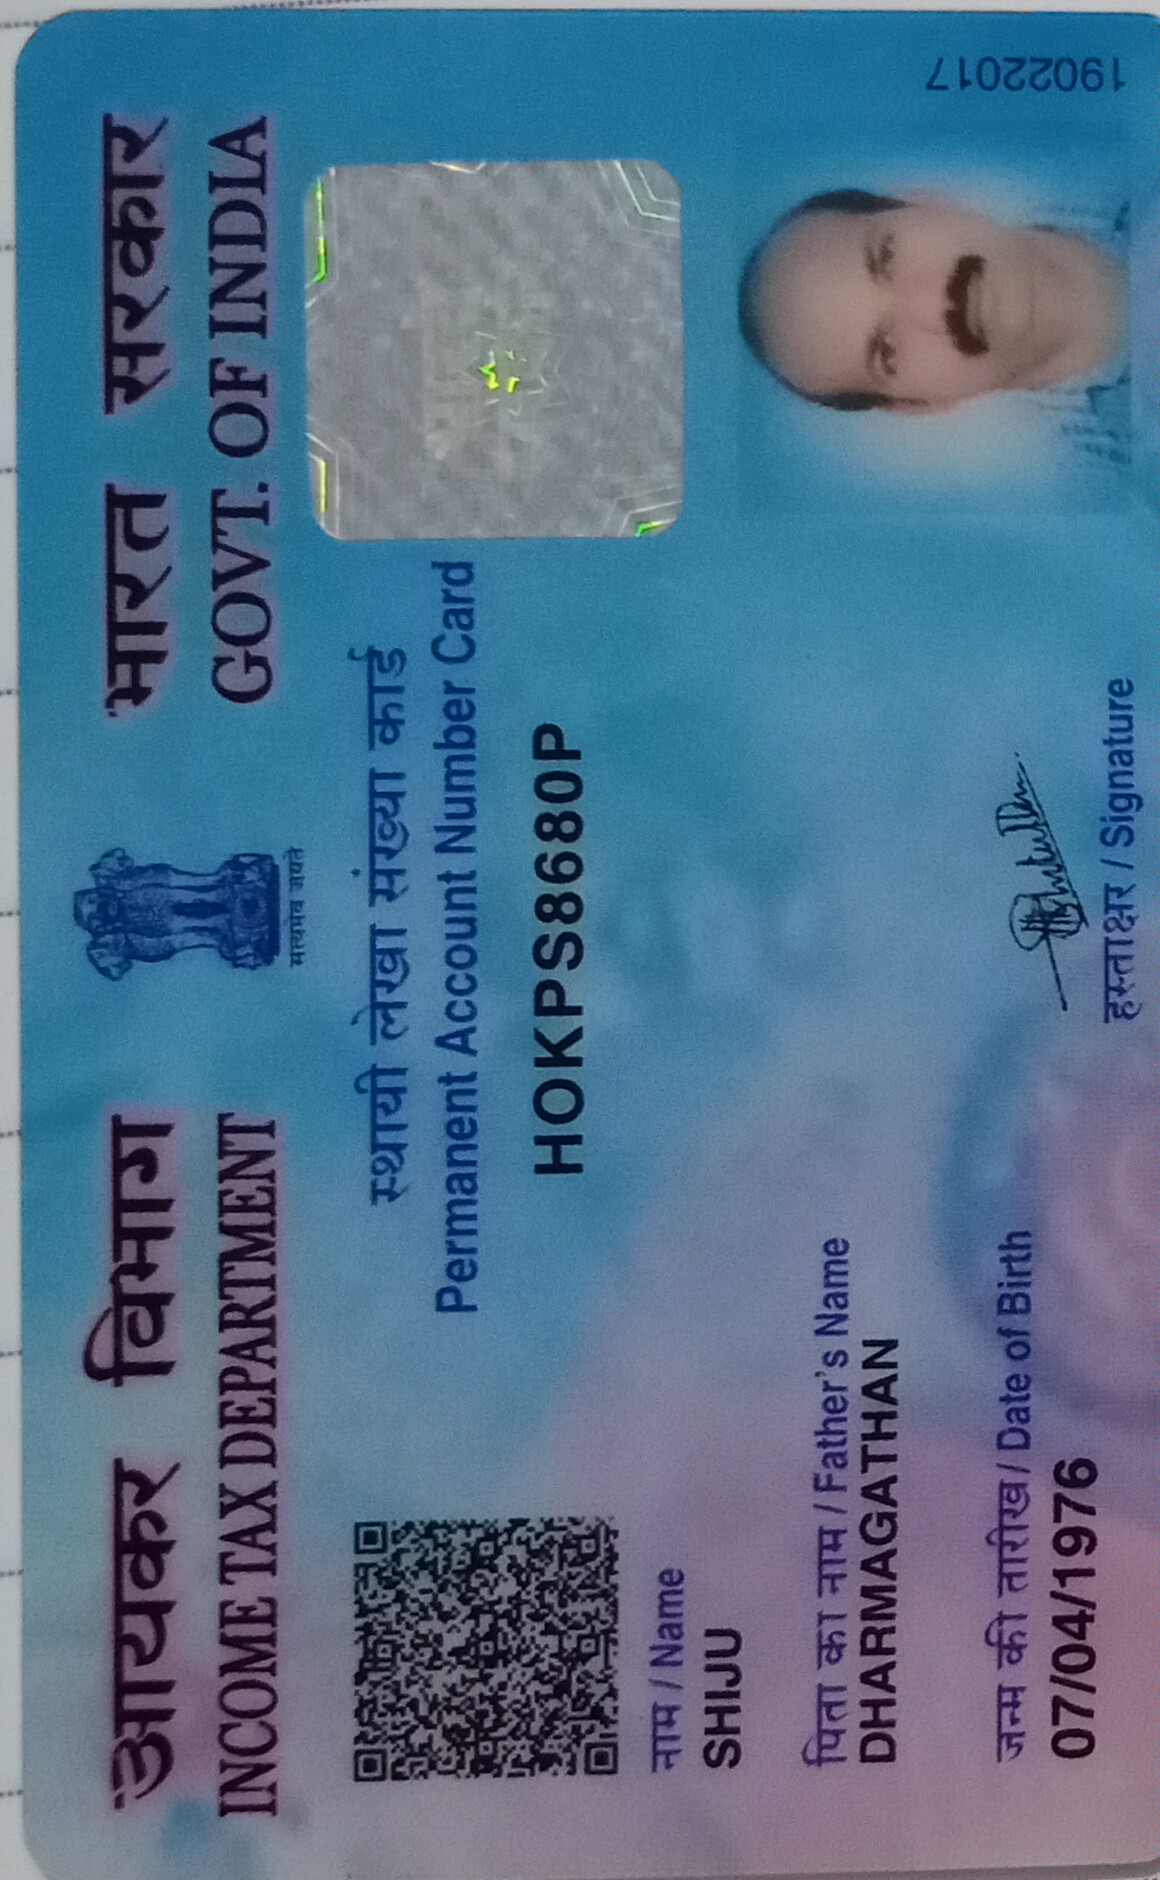 आयकर विभाग
INCOME TAX DEPARTMENT
सत्यमेव जयते
भारत सरकार
GOVT. OF INDIA
स्थायी लेखा संख्या कार्ड
Permanent Account Number Card
HOKPS8680P
नाम / Name
SHIJU
पिता का नाम / Father's Name
DHARMAGATHAN
जन्म की तारीख / Date of Birth
07/04/1976
हस्ताक्षर / Signature
19022017